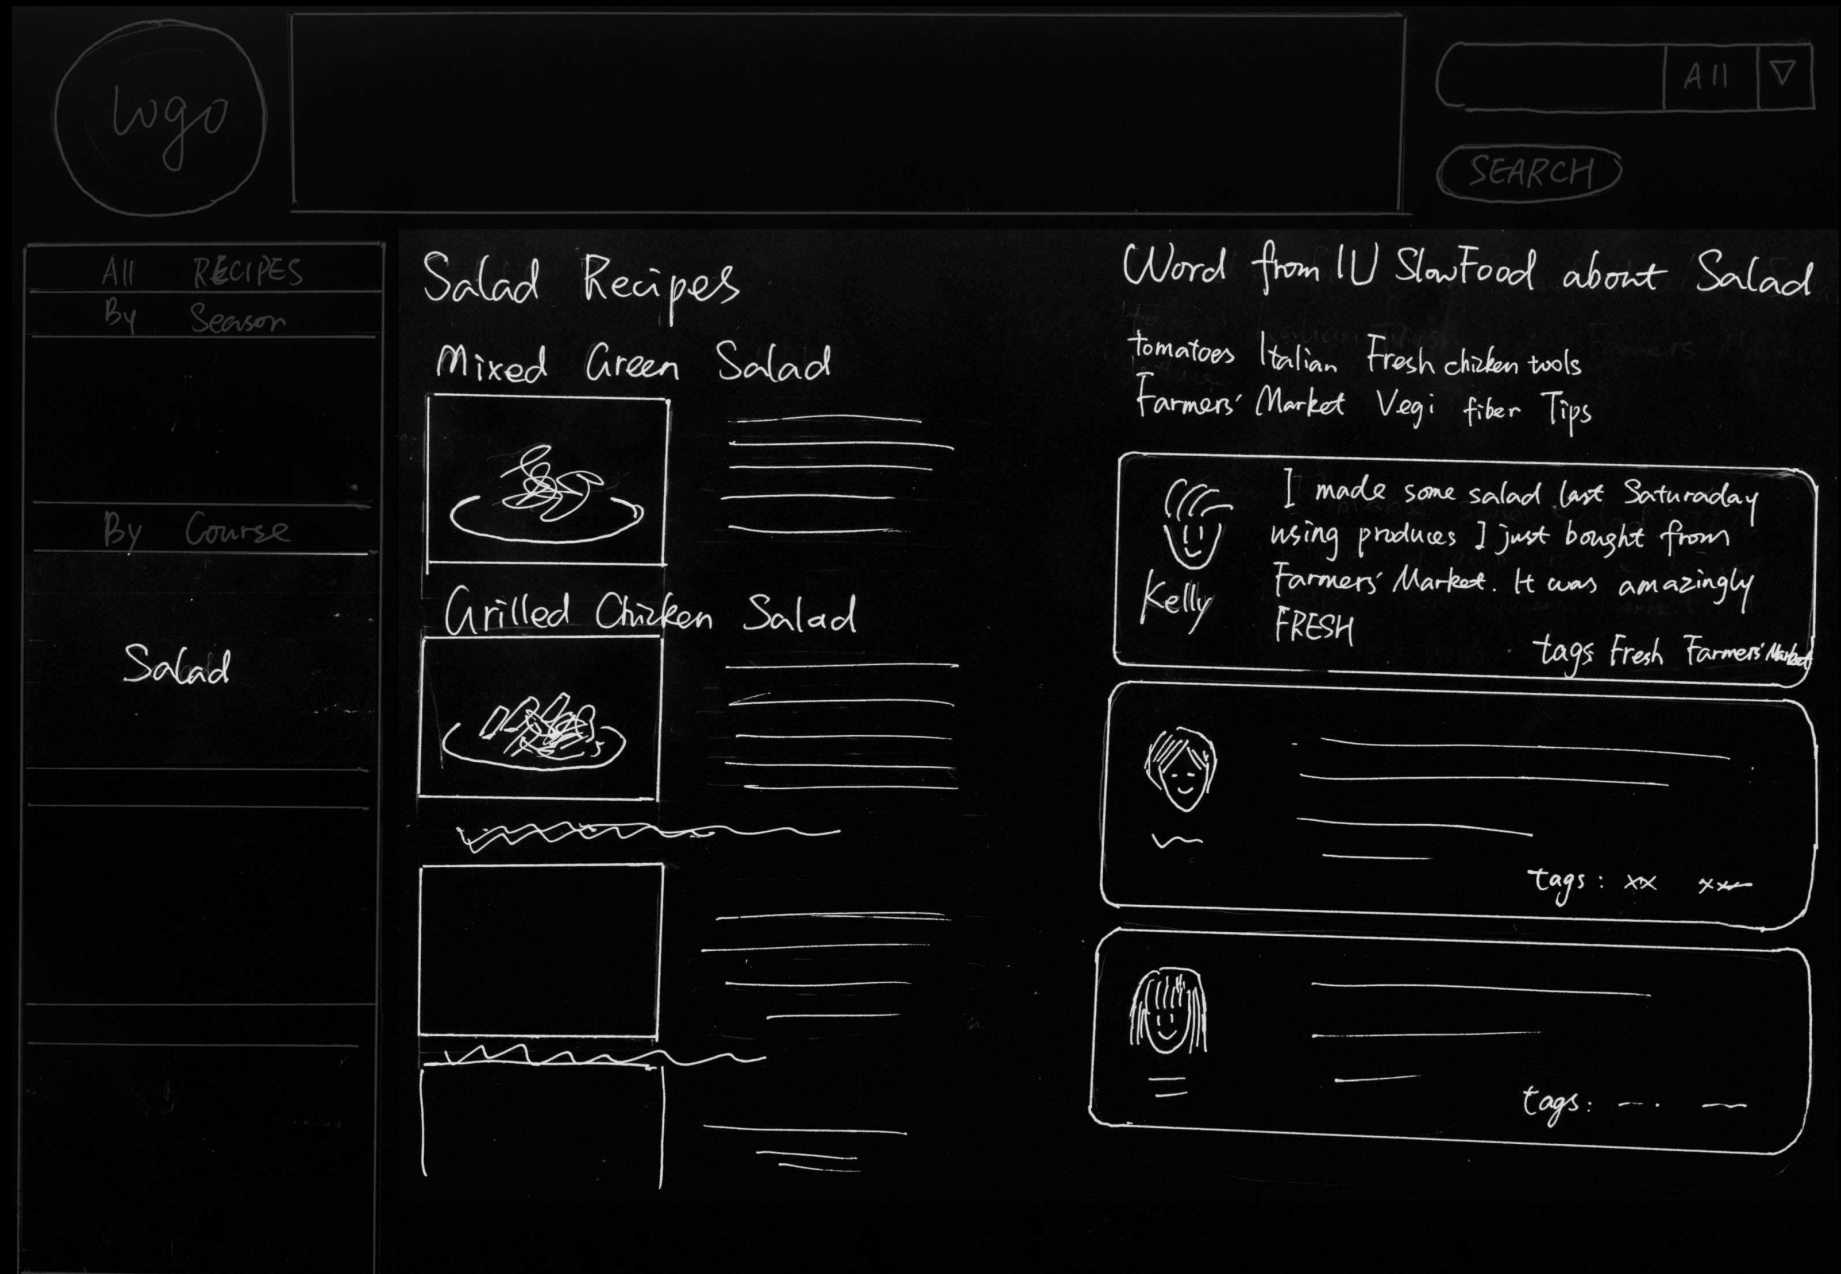 Logo
All ▽
SEARCH
All RECIPES
By Season
By Course
Salad
Salad Recipes
Mixed Green Salad
Grilled Chicken Salad
Word from IU SlowFood about Salad
tomatoes Italian Fresh chicken tools
Farmers' Market Vegi fiber Tips
Kelly
I made some salad last Saturaday
using produces I just bought from
Farmers' Market. It was amazingly
FRESH
tags Fresh Farmers' Market
tags: xx xx
tags: